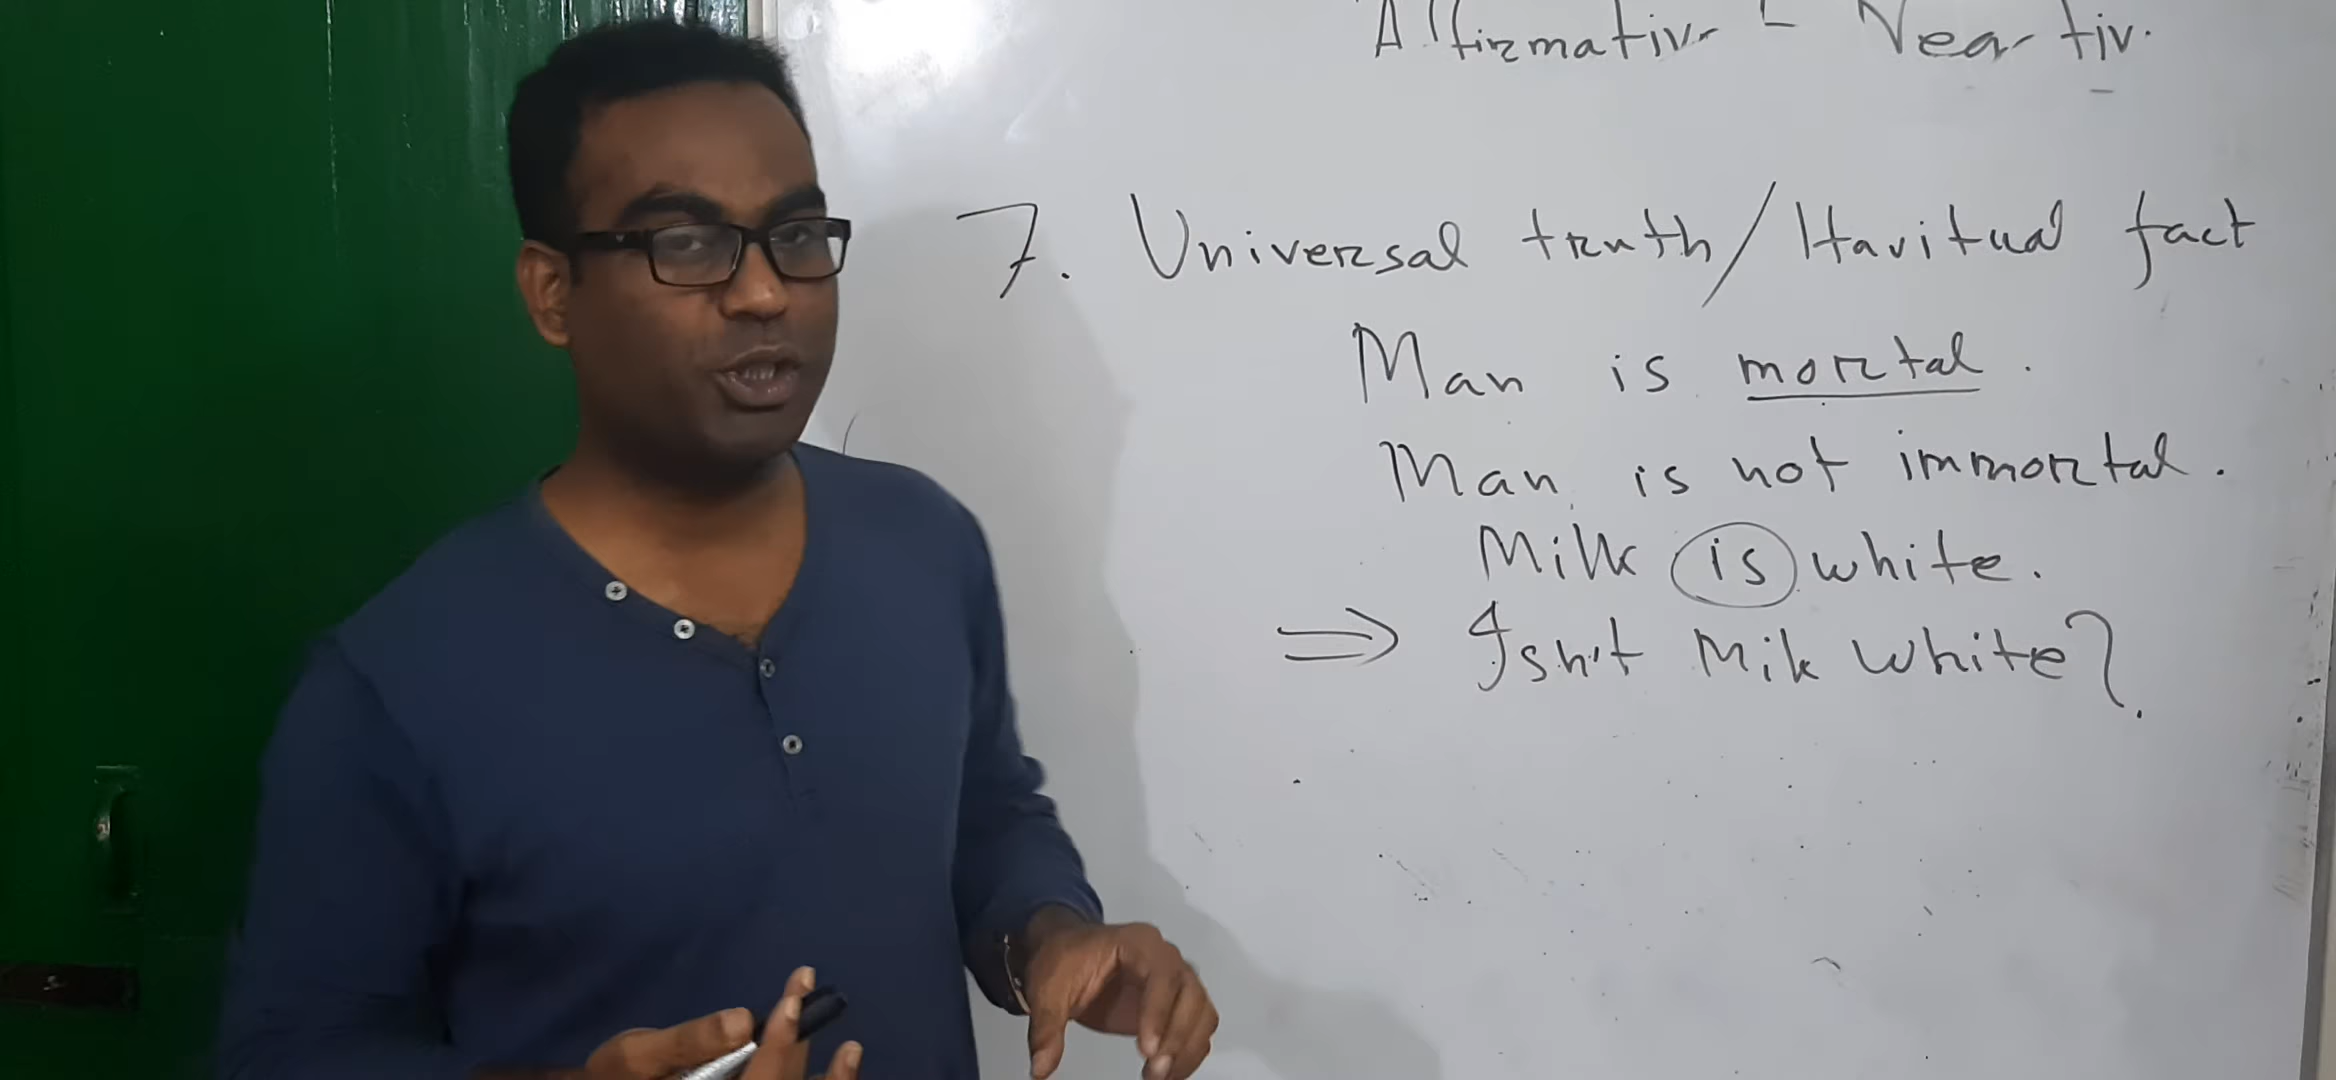 Affirmative - Negative
7. Universal truth/Havitual fact
Man is mortal.
Man is not immortal.
Milk is white.
⇒ Isn't Milk white?